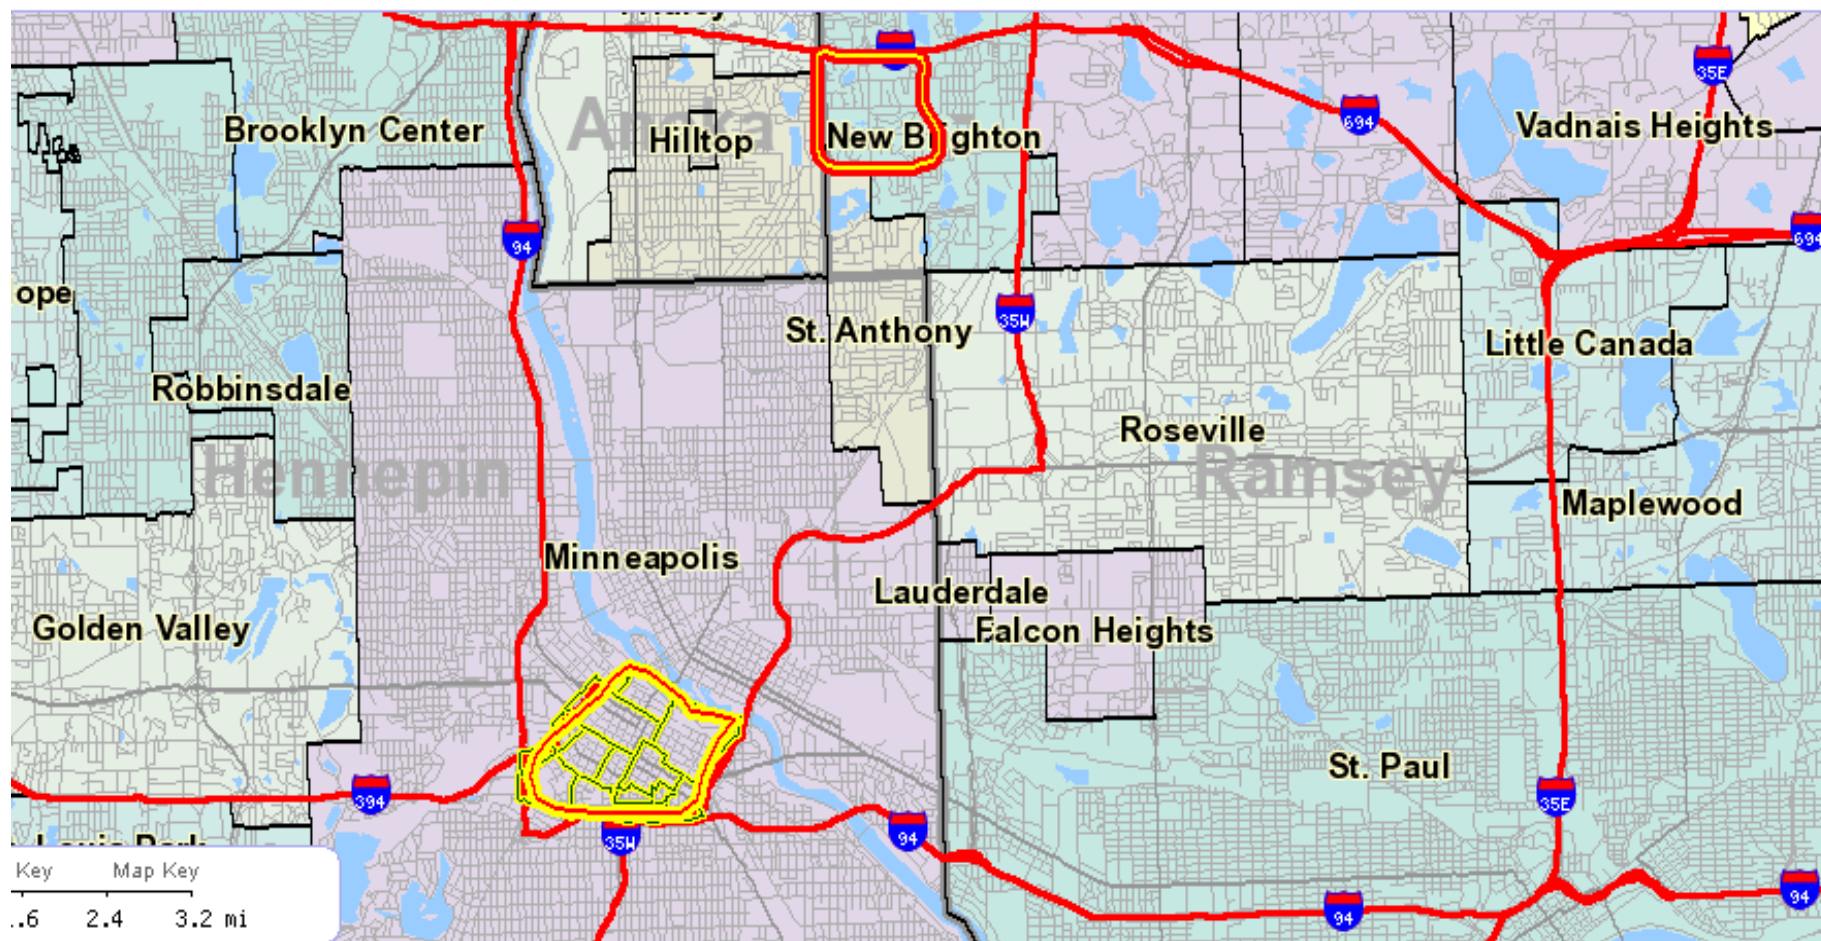 Brooklyn Center
Anoka
Hilltop
New Brighton
35E
694
Vadnais Heights
94
694
ope
35W
St. Anthony
Little Canada
Robbinsdale
Roseville
Hennepin
Ramsey
Maplewood
Minneapolis
Lauderdale
Golden Valley
Falcon Heights
St. Paul
394
35E
35W
94
Key Map Key
.6 2.4 3.2 mi
94
94